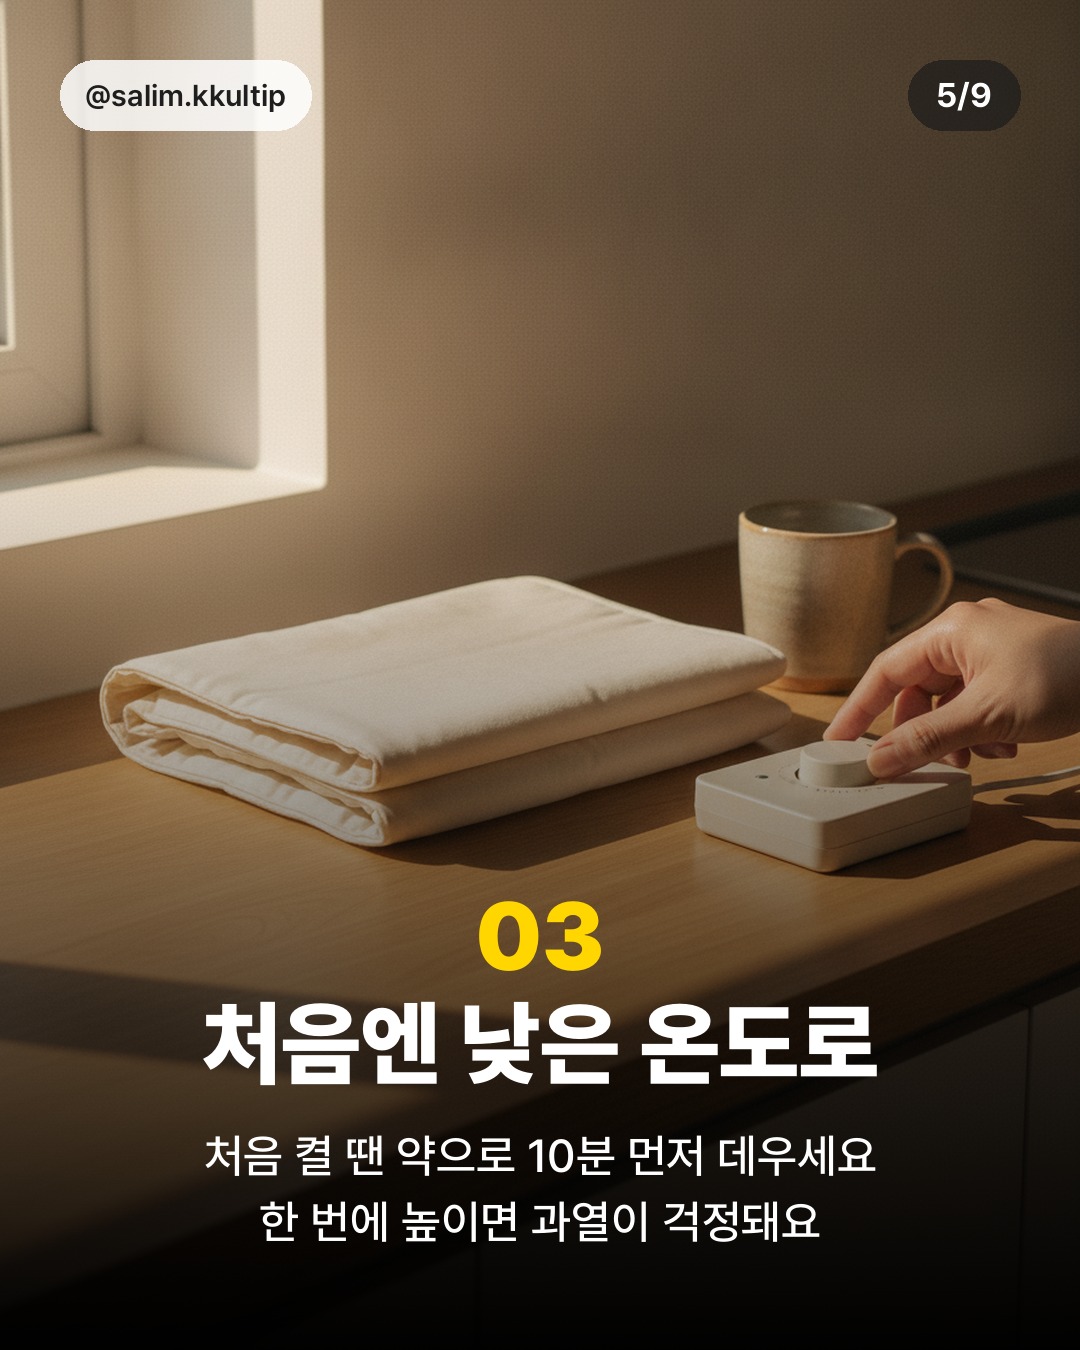 @salim.kkultip
5/9
03
처음엔 낮은 온도로
처음 켤 땐 약으로 10분 먼저 데우세요
한 번에 높이면 과열이 걱정돼요